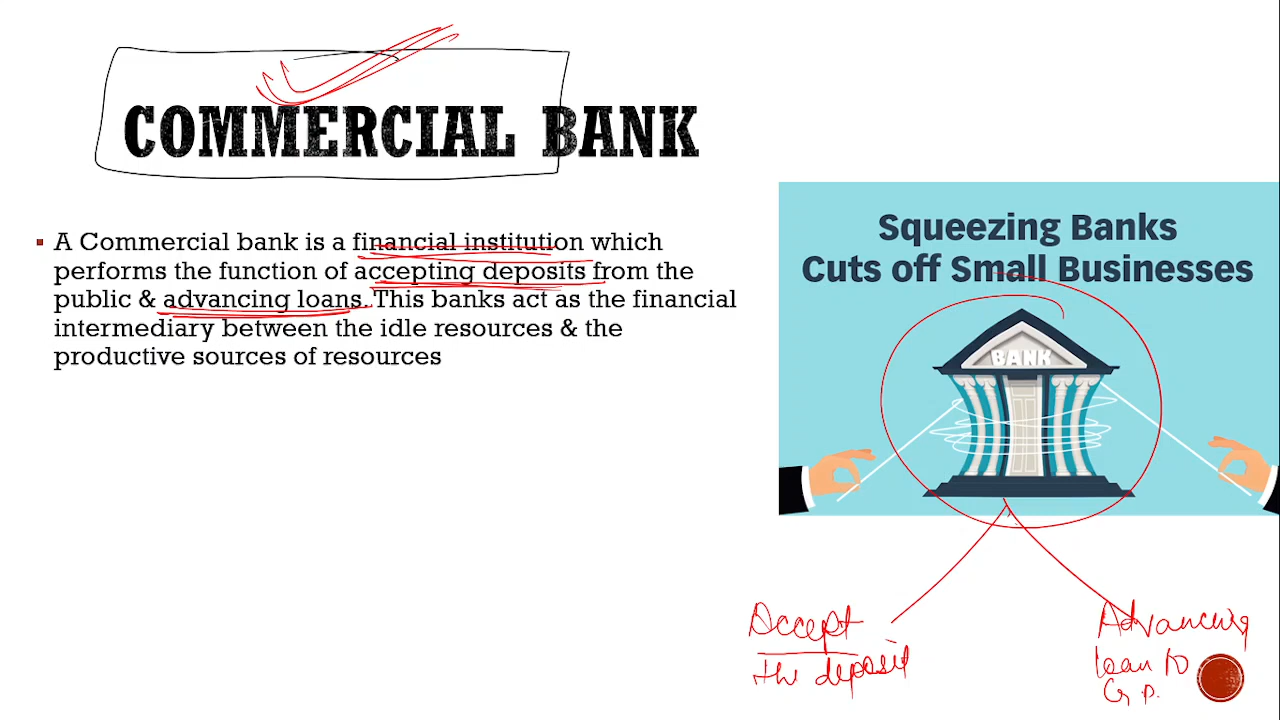 COMMERCIAL BANK
A Commercial bank is a financial institution which
performs the function of accepting deposits from the
public & advancing loans. This banks act as the financial
intermediary between the idle resources & the
productive sources of resources
Squeezing Banks
Cuts off Small Businesses
BANK
Accept
the deposit
Advancing
loan to
G.P.